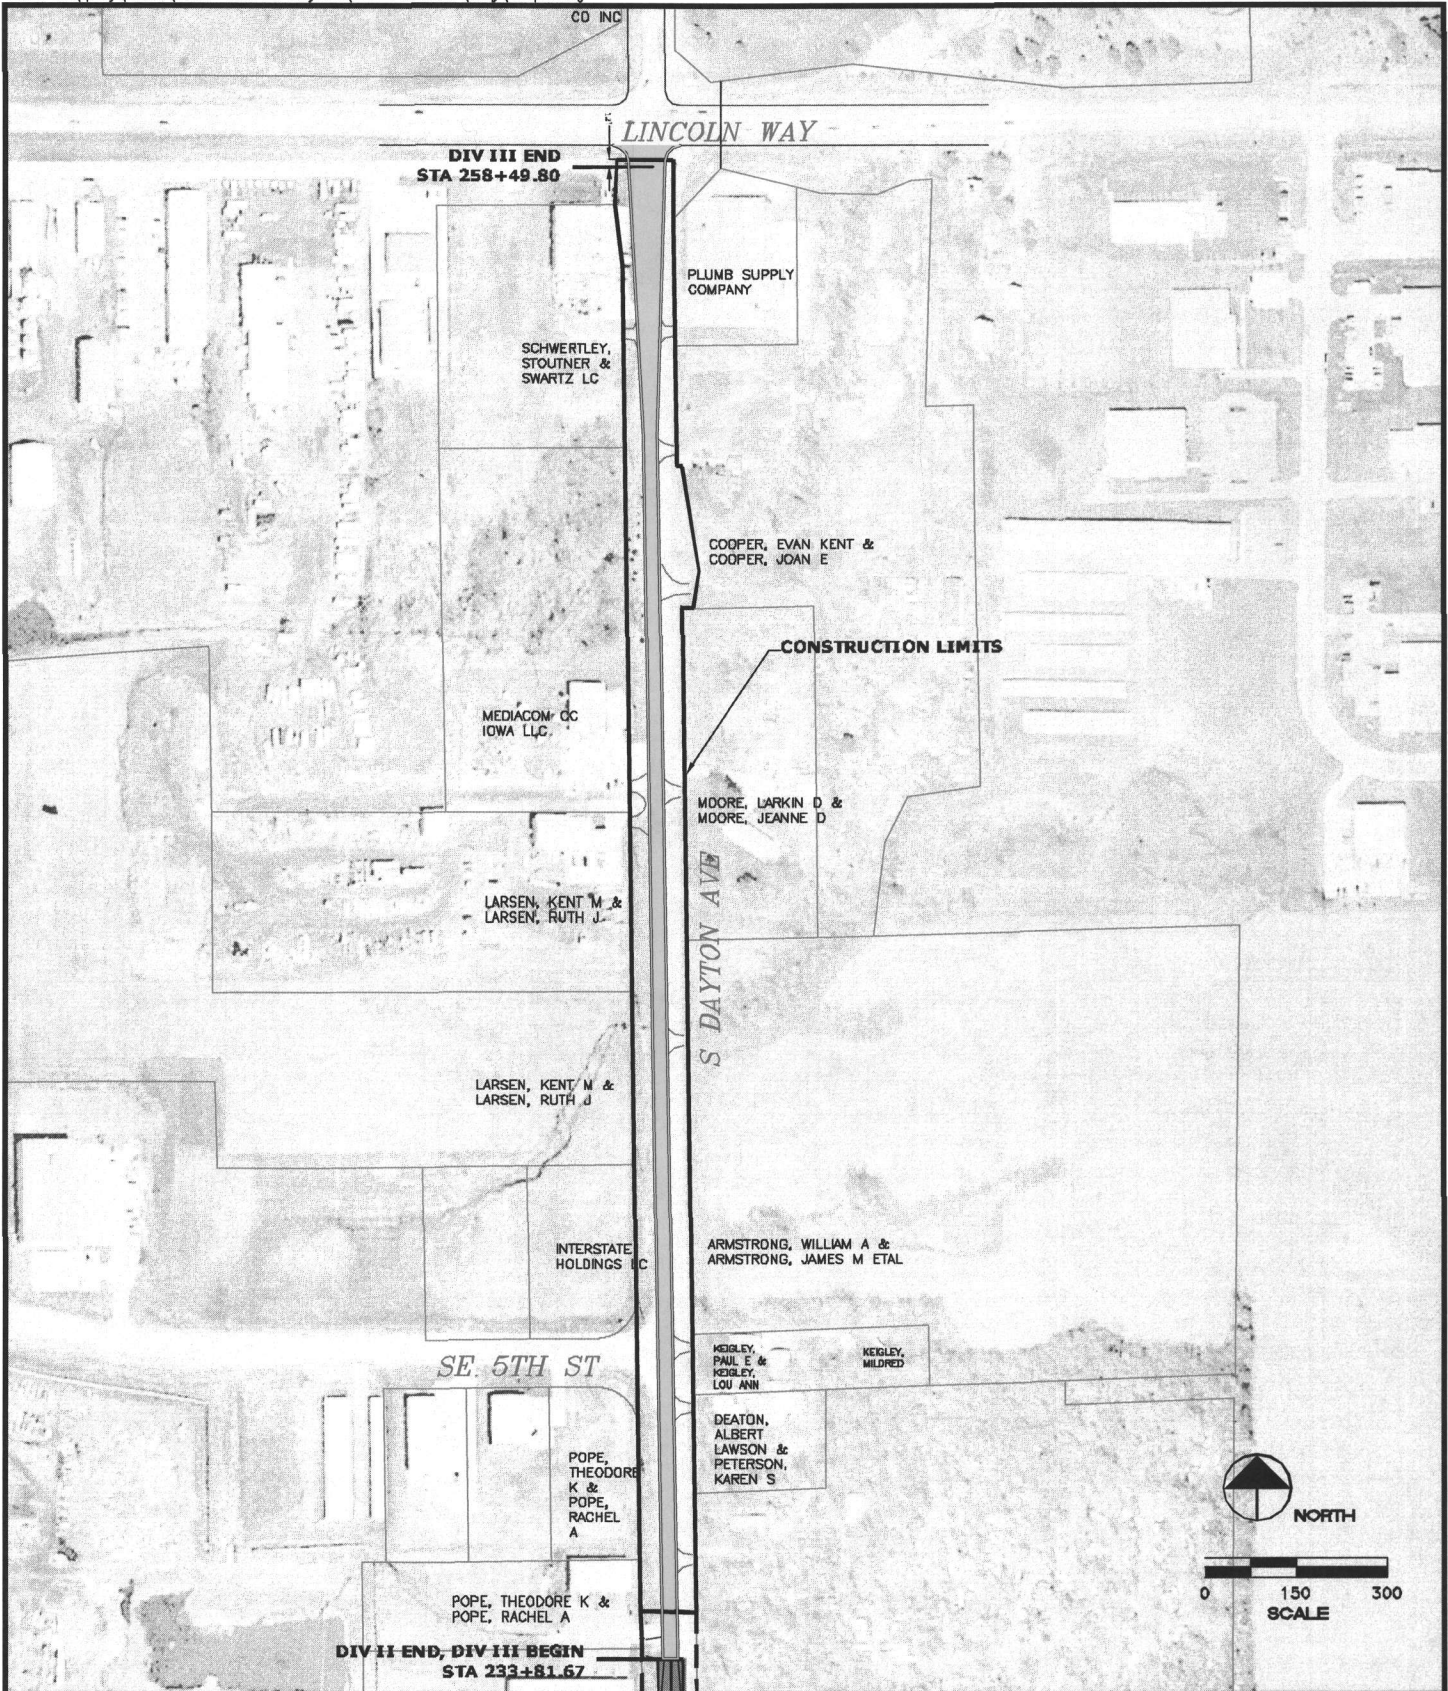 CO INC
LINCOLN WAY
DIV III END
STA 258+49.80
PLUMB SUPPLY
COMPANY
SCHWERTLEY,
STOUTNER &
SWARTZ LC
COOPER, EVAN KENT &
COOPER, JOAN E
CONSTRUCTION LIMITS
MEDIACOM CC
IOWA LLC
MOORE, LARKIN D &
MOORE, JEANNE D
S DAYTON AVE
LARSEN, KENT M &
LARSEN, RUTH J
LARSEN, KENT M &
LARSEN, RUTH J
INTERSTATE
HOLDINGS LC
ARMSTRONG, WILLIAM A &
ARMSTRONG, JAMES M ETAL
SE. 5TH ST
KEIGLEY,
PAUL E &
KEIGLEY,
LOU ANN
KEIGLEY,
MILDRED
DEATON,
ALBERT
LAWSON &
PETERSON,
KAREN S
POPE,
THEODORE
K &
POPE,
RACHEL
A
NORTH
0 150 300
SCALE
POPE, THEODORE K &
POPE, RACHEL A
DIV II END, DIV III BEGIN
STA 233+81.67